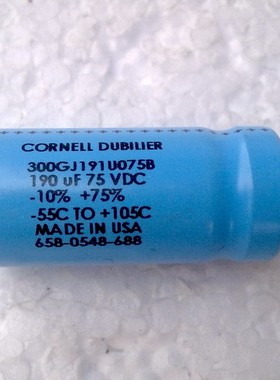 CORNELL DUBILIER
300GJ191U075B
190 uF 75 VDC
-10% +75%
-55C TO +105C
MADE IN USA
658-0548-688